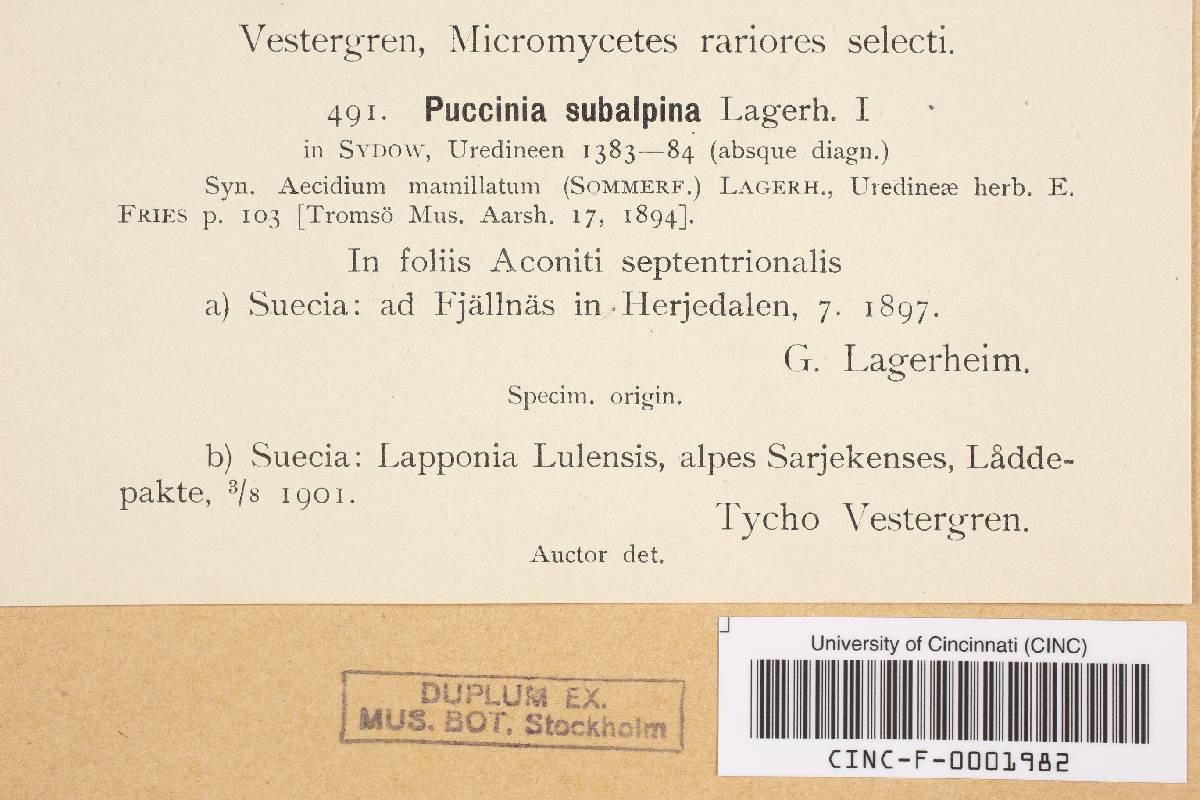 Vestergren, Micromycetes rariores selecti.
491. Puccinia subalpina Lagerh. I
in SYDOW, Uredineen 1383—84 (absque diagn.)
Syn. Aecidium mamillatum (SOMMERF.) LAGERH., Uredineæ herb. E.
FRIES p. 103 [Tromsö Mus. Aarsh. 17, 1894].
In foliis Aconiti septentrionalis
a) Suecia: ad Fjällnäs in Herjedalen, 7. 1897.
G. Lagerheim.
Specim. origin.
b) Suecia: Lapponia Lulensis, alpes Sarjekenses, Lådde-
pakte, 3/8 1901.
Tycho Vestergren.
Auctor det.
University of Cincinnati (CINC)
DUPLUM EX.
MUS. BOT. Stockholm
CINC-F-0001982